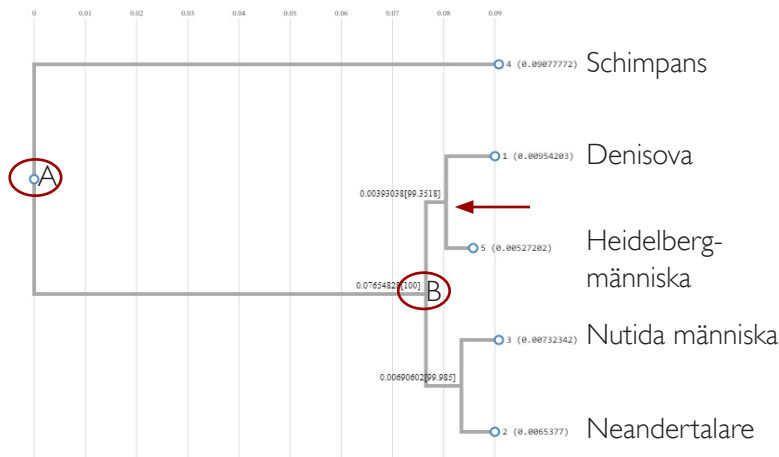 0 0.01 0.02 0.03 0.04 0.05 0.06 0.07 0.08 0.09
4 (0.09077772) Schimpans
A
1 (0.00954203) Denisova
0.00393038[99.3518]
5 (0.00527202) Heidelberg-
människa
0.07654828[100] B
3 (0.00732342) Nutida människa
0.00690602[99.985]
2 (0.0065377) Neandertalare